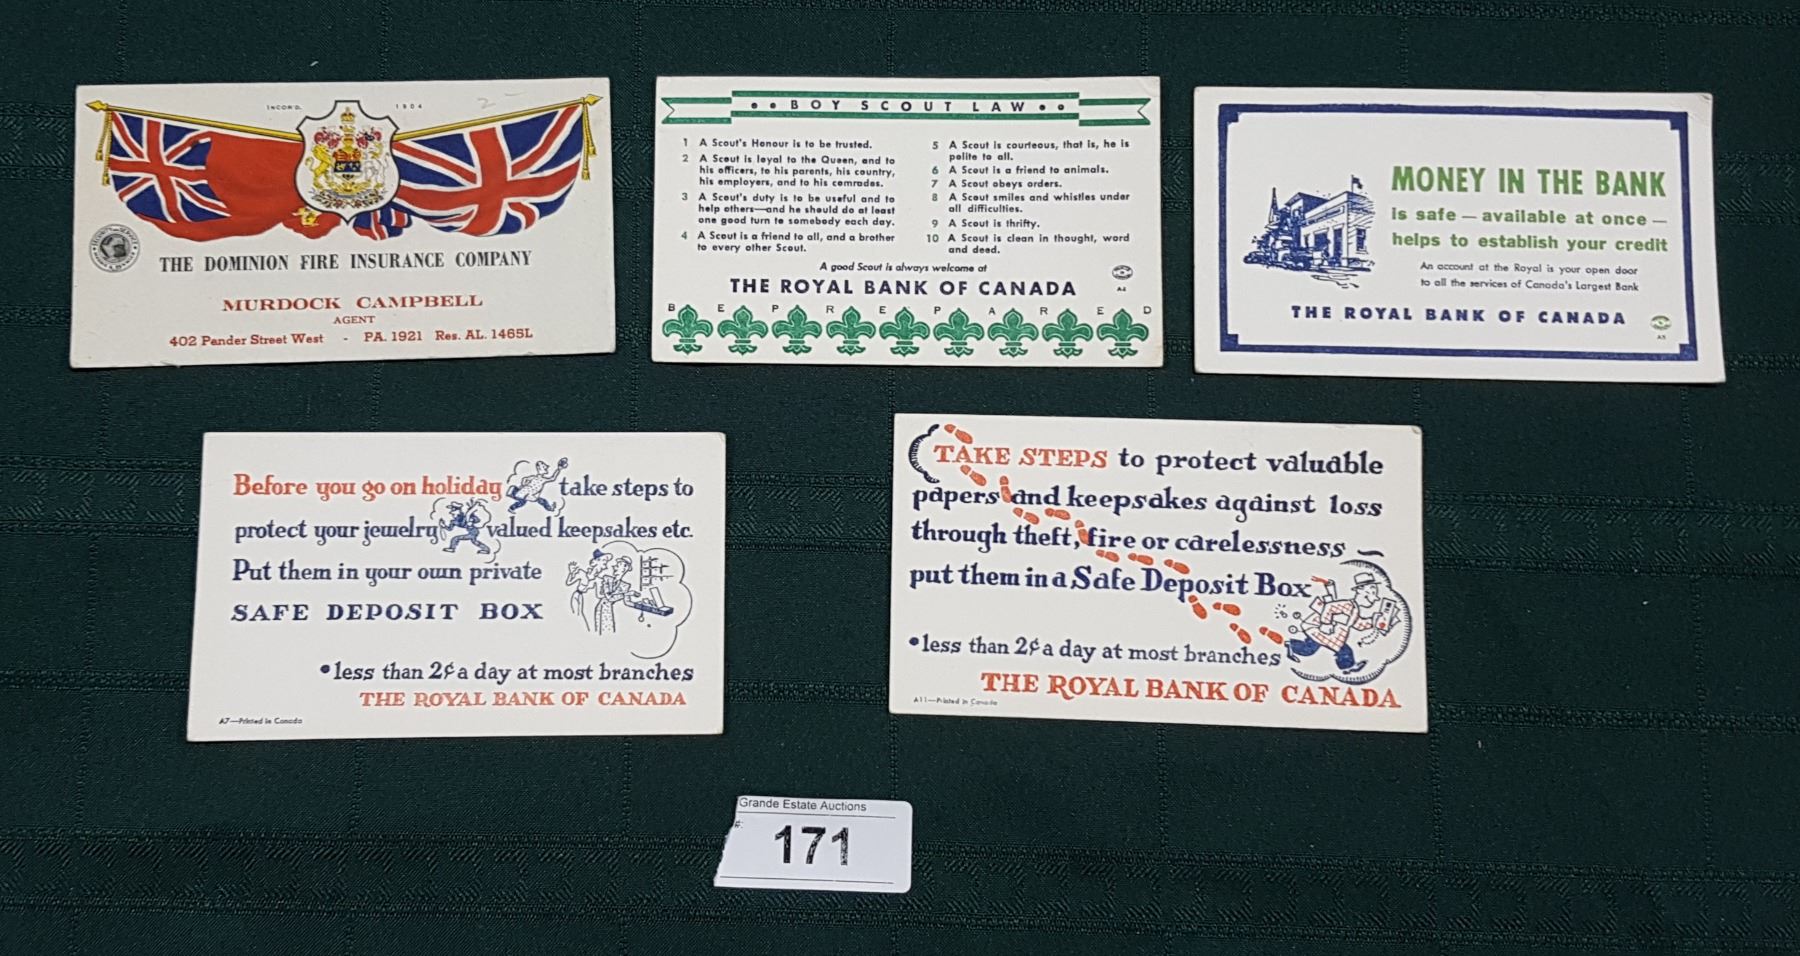 INCOR'D. 1904
2-
THE DOMINION FIRE INSURANCE COMPANY
MURDOCK CAMPBELL
AGENT
402 Pender Street West - PA. 1921 Res. AL. 1465L
•• BOY SCOUT LAW ••
1 A Scout's Honour is to be trusted.
2 A Scout is loyal to the Queen, and to
his officers, to his parents, his country,
his employers, and to his comrades.
3 A Scout's duty is to be useful and to
help others—and he should do at least
one good turn to somebody each day.
4 A Scout is a friend to all, and a brother
to every other Scout.
5 A Scout is courteous, that is, he is
polite to all.
6 A Scout is a friend to animals.
7 A Scout obeys orders.
8 A Scout smiles and whistles under
all difficulties.
9 A Scout is thrifty.
10 A Scout is clean in thought, word
and deed.
A good Scout is always welcome at
THE ROYAL BANK OF CANADA
A4
BE PREPARED
MONEY IN THE BANK
is safe — available at once —
helps to establish your credit
An account at the Royal is your open door
to all the services of Canada's Largest Bank
THE ROYAL BANK OF CANADA
A5
Before you go on holiday take steps to
protect your jewelry valued keepsakes etc.
Put them in your own private
SAFE DEPOSIT BOX
• less than 2¢ a day at most branches
THE ROYAL BANK OF CANADA
A7—Printed in Canada
TAKE STEPS to protect valuable
papers and keepsakes against loss
through theft, fire or carelessness —
put them in a Safe Deposit Box
• less than 2¢ a day at most branches
THE ROYAL BANK OF CANADA
A11—Printed in Canada
Grande Estate Auctions
#:
171